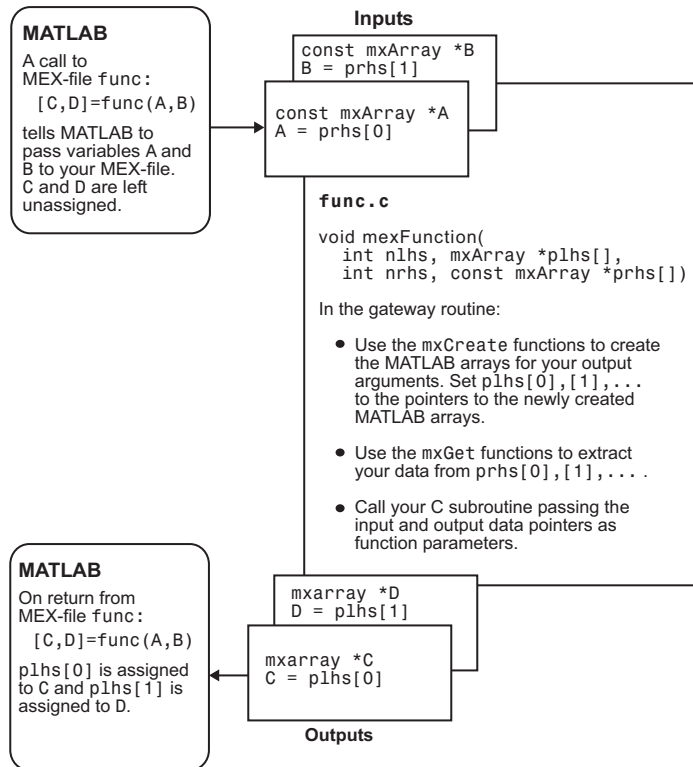 MATLAB
A call to
MEX-file func:
[C,D]=func(A,B)
tells MATLAB to
pass variables A and
B to your MEX-file.
C and D are left
unassigned.
Inputs
const mxArray *B
B = prhs[1]
const mxArray *A
A = prhs[0]
func.c
void mexFunction(
int nlhs, mxArray *plhs[],
int nrhs, const mxArray *prhs[])
In the gateway routine:
• Use the mxCreate functions to create
the MATLAB arrays for your output
arguments. Set plhs[0],[1],...
to the pointers to the newly created
MATLAB arrays.
• Use the mxGet functions to extract
your data from prhs[0],[1],... .
• Call your C subroutine passing the
input and output data pointers as
function parameters.
MATLAB
On return from
MEX-file func:
[C,D]=func(A,B)
plhs[0] is assigned
to C and plhs[1] is
assigned to D.
mxarray *D
D = plhs[1]
mxarray *C
C = plhs[0]
Outputs